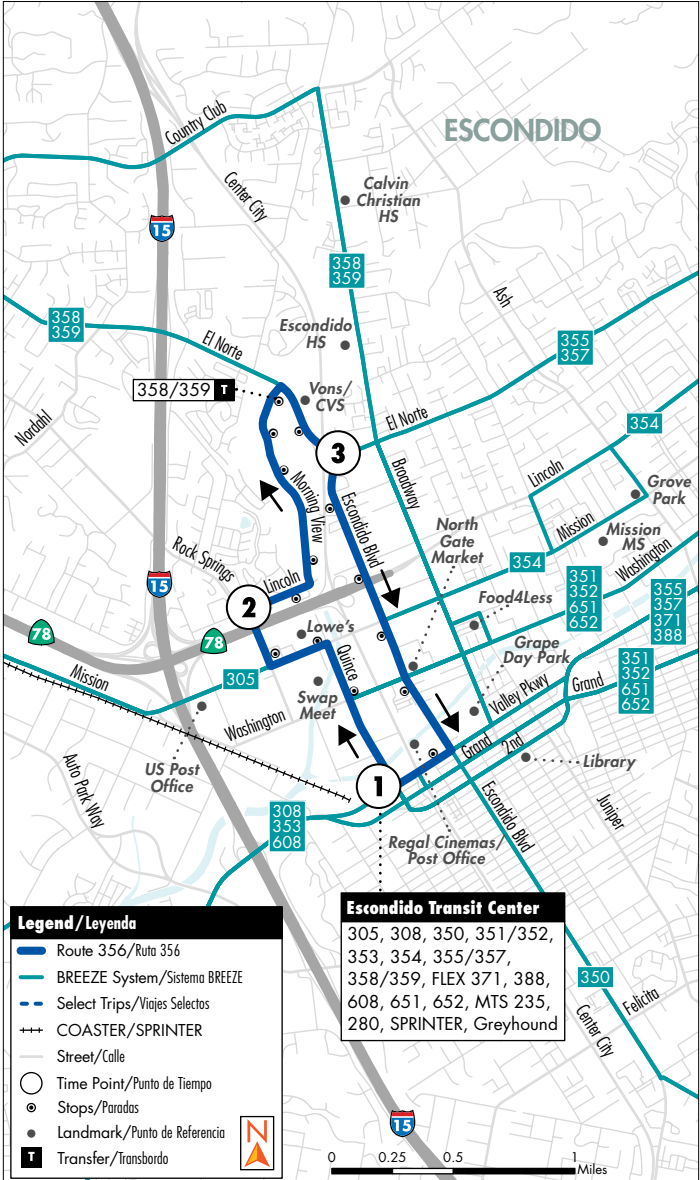 ESCONDIDO
Country Club
Center City
Calvin
Christian
HS
15
358
359
Ash
358
359
El Norte
Escondido
HS
355
357
358/359 T
Vons/
CVS
El Norte
354
Nordahl
3
Broadway
Lincoln
Grove
Park
Morning View
Escondido Blvd
North
Gate
Market
Mission
Mission
MS
Washington
Rock Springs
Lincoln
354
15
2
351
352
651
652
355
357
371
388
Food4Less
78
78
Lowe's
Grape
Day Park
351
352
651
652
Mission
305
Quince
Swap
Meet
Valley Pkwy
Grand
Washington
US Post
Office
Grand
2nd
Library
1
Auto Park Way
Juniper
308
353
608
Regal Cinemas/
Post Office
Escondido Blvd
Escondido Transit Center
305, 308, 350, 351/352,
353, 354, 355/357,
358/359, FLEX 371, 388,
608, 651, 652, MTS 235,
280, SPRINTER, Greyhound
350
Felicita
Center City
Legend/Leyenda
Route 356/Ruta 356
BREEZE System/Sistema BREEZE
Select Trips/Viajes Selectos
COASTER/SPRINTER
Street/Calle
Time Point/Punto de Tiempo
Stops/Paradas
Landmark/Punto de Referencia
T Transfer/Transbordo
N
15
0 0.25 0.5 1
Miles